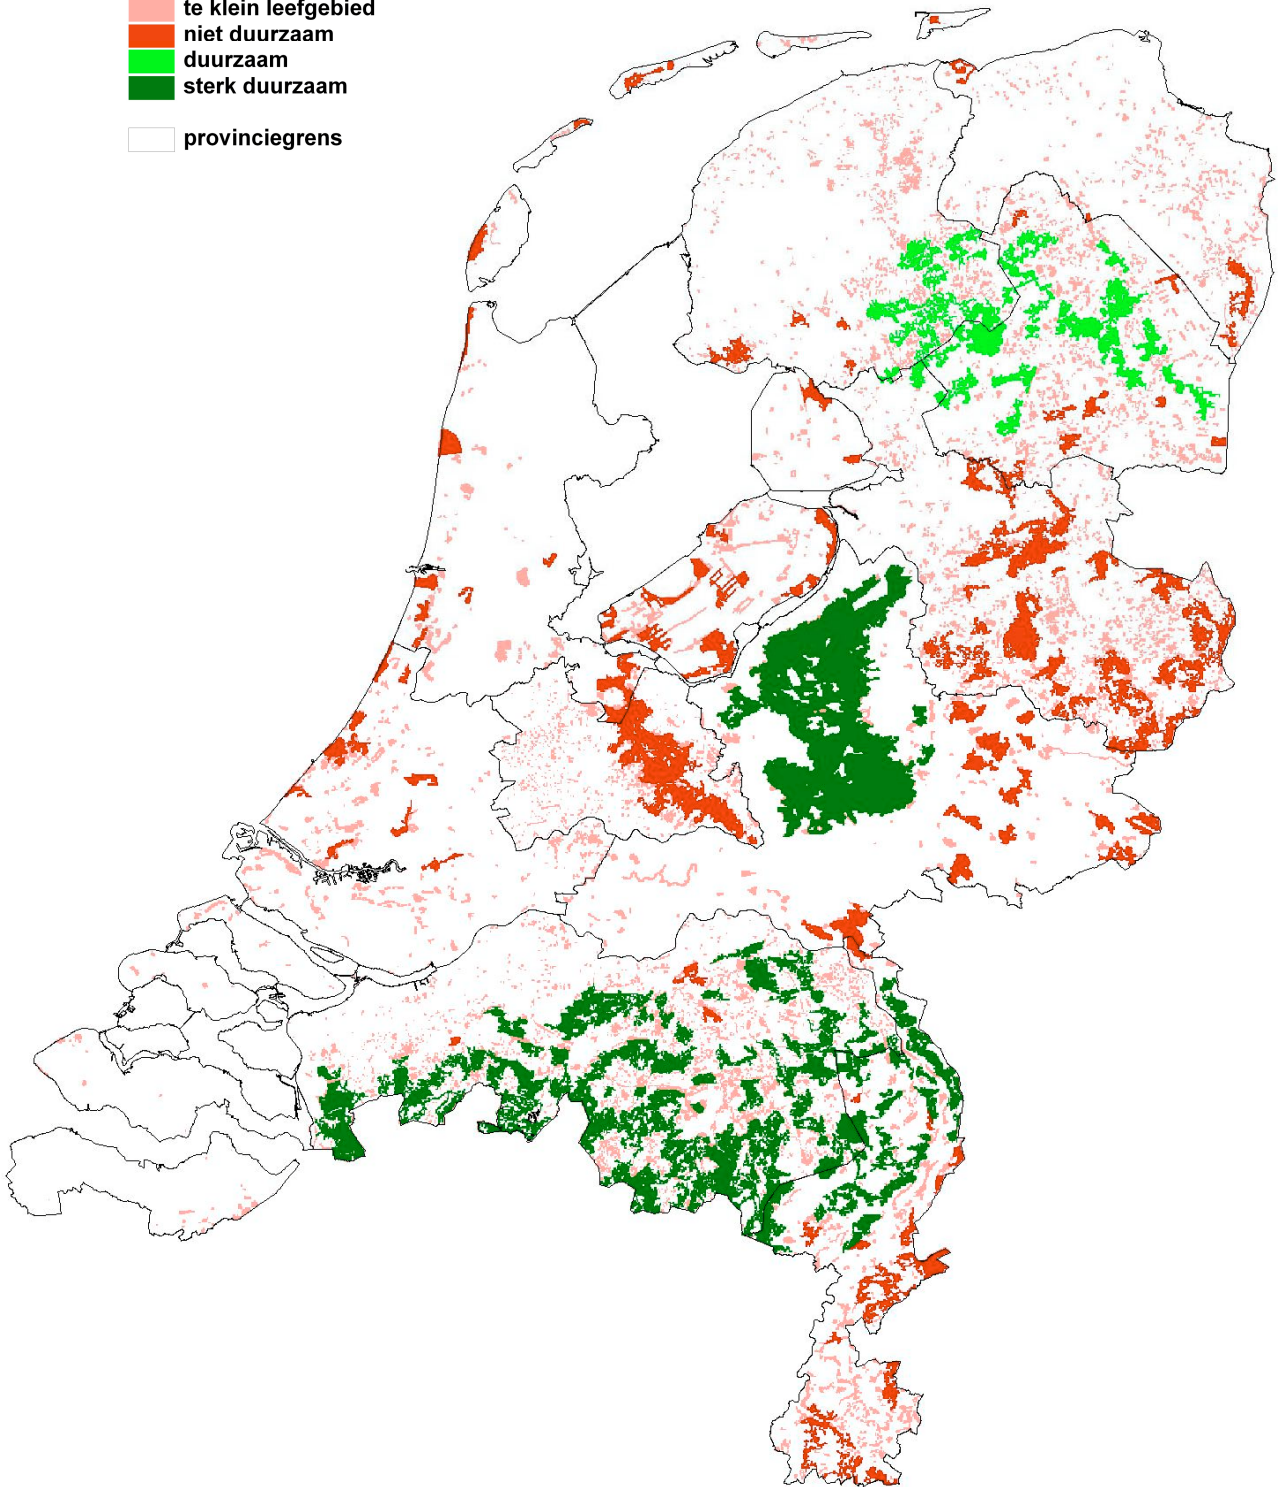 te klein leefgebied
niet duurzaam
duurzaam
sterk duurzaam
provinciegrens